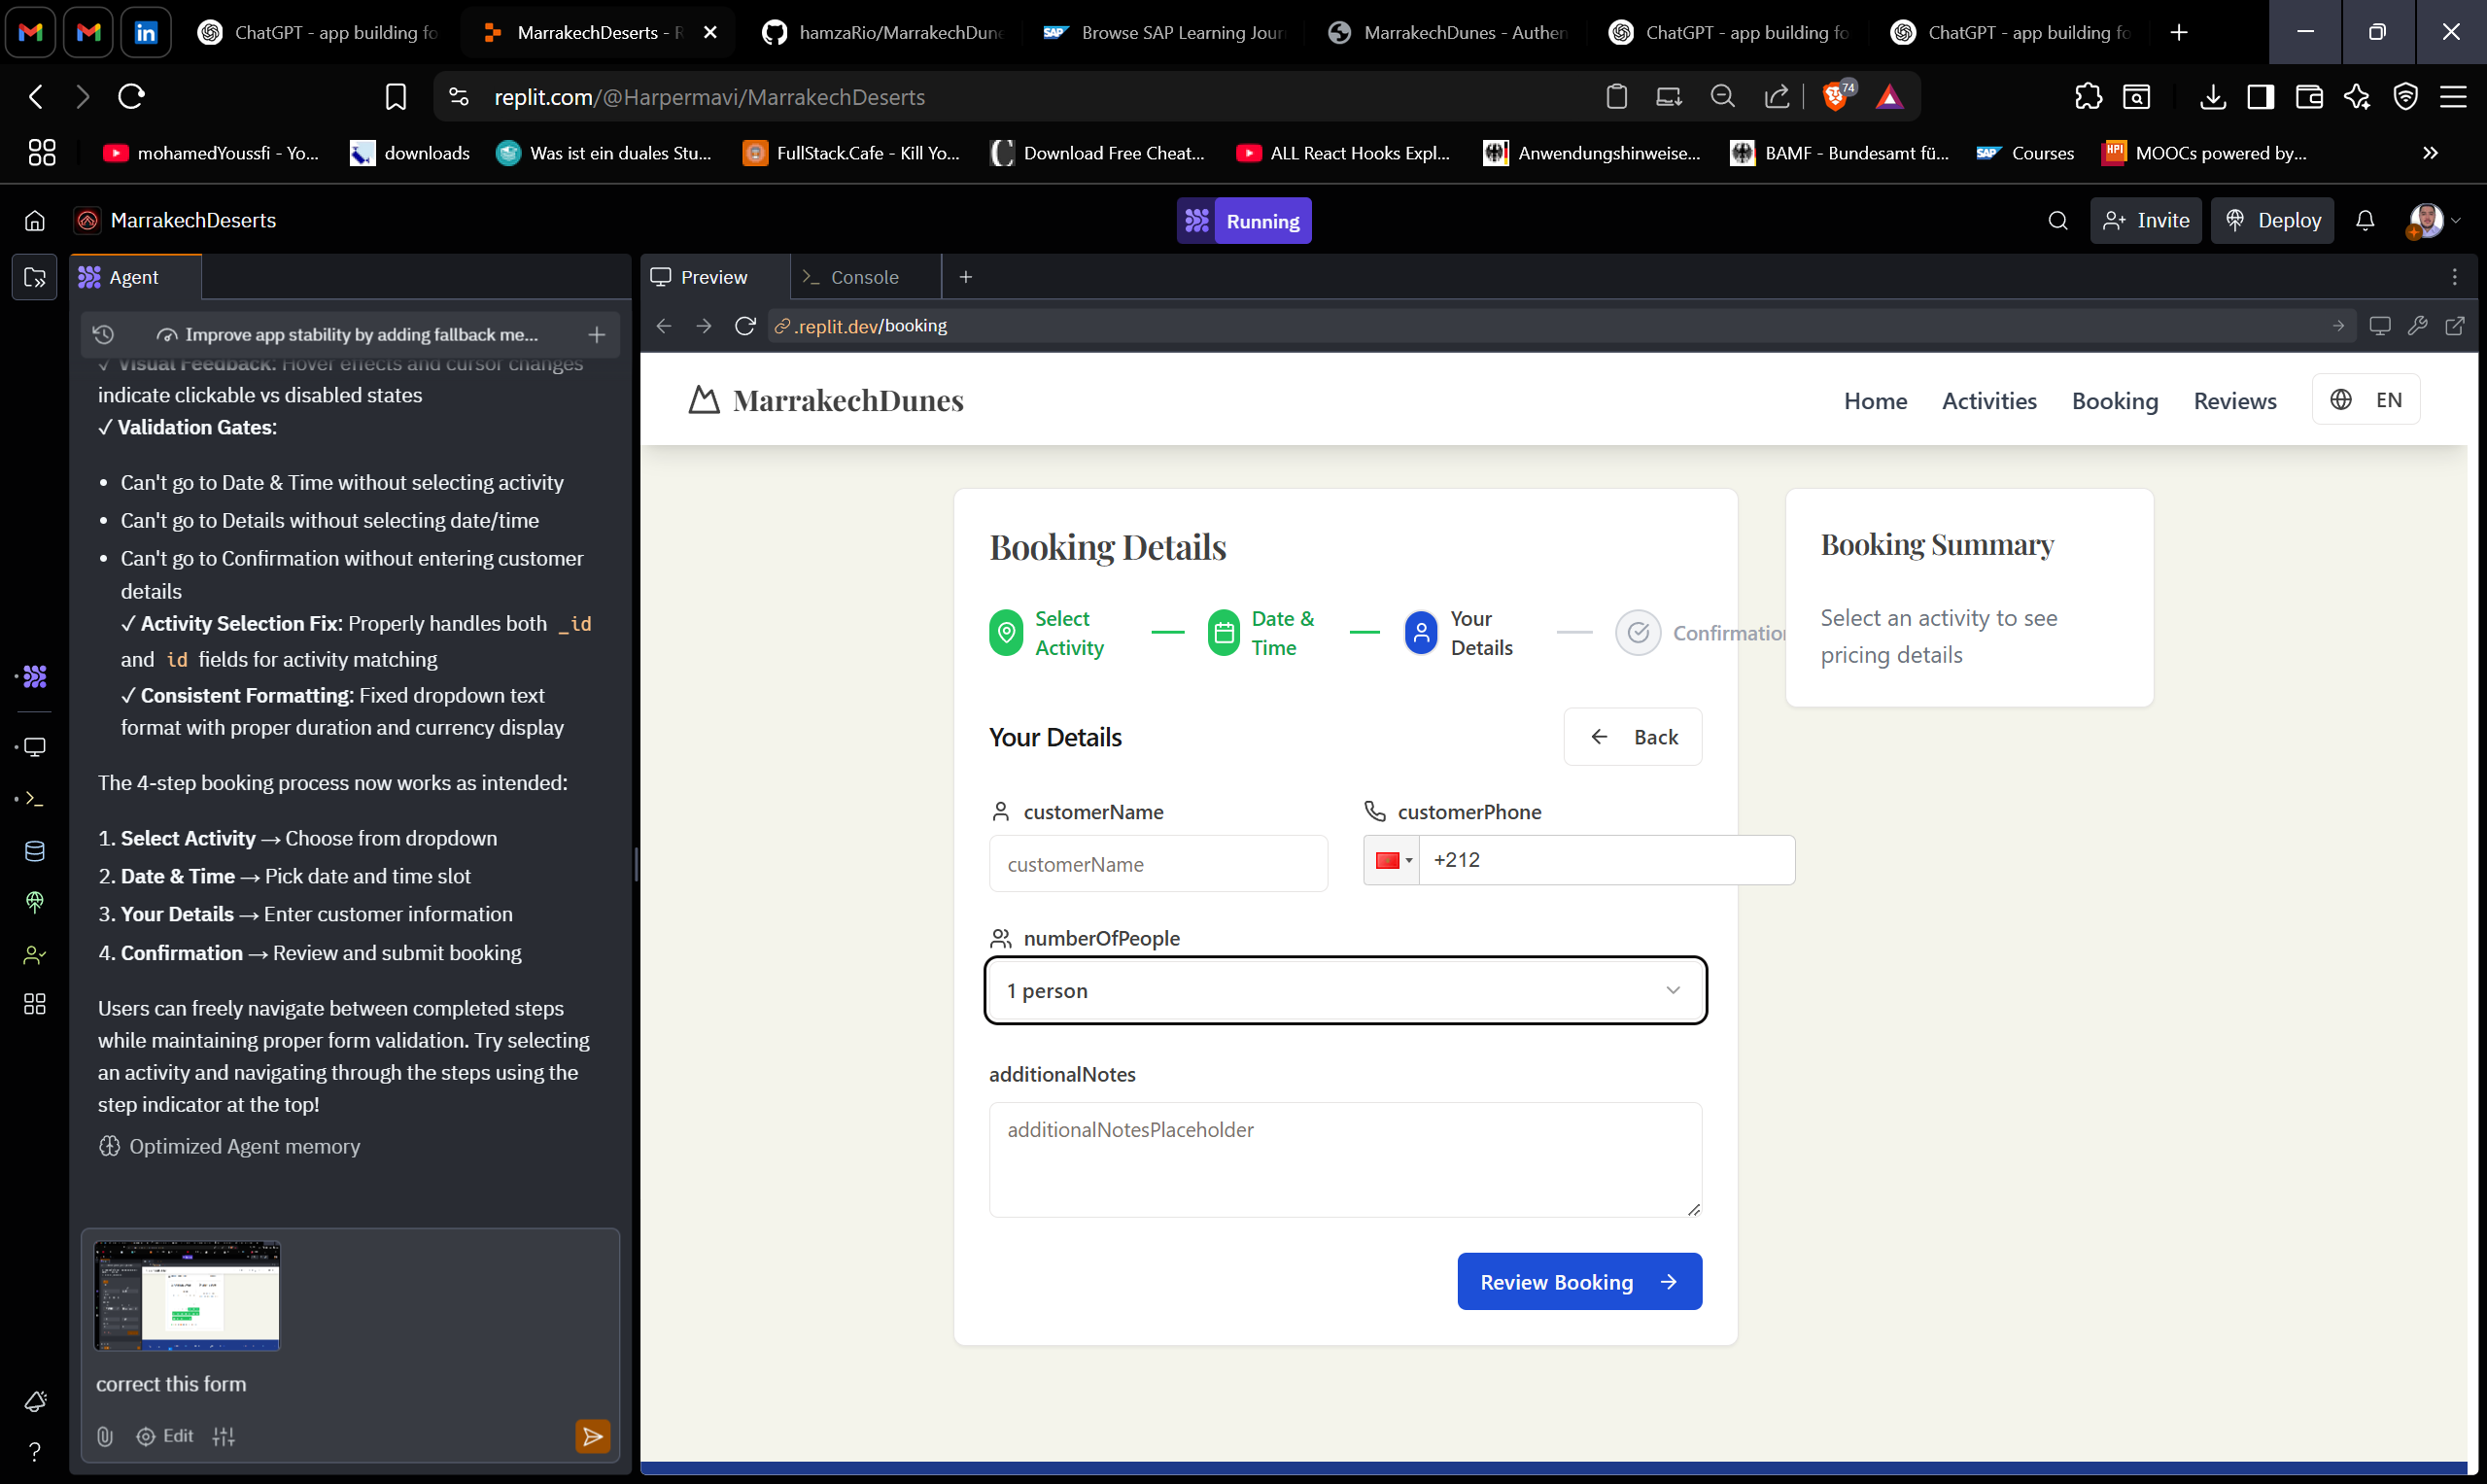 ChatGPT - app building fo
MarrakechDeserts - R
hamzaRio/MarrakechDune
Browse SAP Learning Jour
MarrakechDunes - Authen
ChatGPT - app building fo
ChatGPT - app building fo
replit.com/@Harpermavi/MarrakechDeserts
74
mohamedYoussfi - Yo...
downloads
Was ist ein duales Stu...
FullStack.Cafe - Kill Yo...
Download Free Cheat...
ALL React Hooks Expl...
Anwendungshinweise...
BAMF - Bundesamt fü...
SAP
Courses
HPI
MOOCs powered by...
MarrakechDeserts
Running
Invite
Deploy
Agent
Preview
Console
Improve app stability by adding fallback me...
.replit.dev/booking
✓ Visual Feedback: Hover effects and cursor changes
indicate clickable vs disabled states
✓ Validation Gates:
• Can't go to Date & Time without selecting activity
• Can't go to Details without selecting date/time
• Can't go to Confirmation without entering customer
details
✓ Activity Selection Fix: Properly handles both _id
and id fields for activity matching
✓ Consistent Formatting: Fixed dropdown text
format with proper duration and currency display
The 4-step booking process now works as intended:
1. Select Activity → Choose from dropdown
2. Date & Time → Pick date and time slot
3. Your Details → Enter customer information
4. Confirmation → Review and submit booking
Users can freely navigate between completed steps
while maintaining proper form validation. Try selecting
an activity and navigating through the steps using the
step indicator at the top!
Optimized Agent memory
correct this form
Edit
MarrakechDunes
Home
Activities
Booking
Reviews
EN
Booking Details
Select
Activity
Date &
Time
Your
Details
Confirmation
Your Details
Back
customerName
customerPhone
customerName
+212
numberOfPeople
1 person
additionalNotes
additionalNotesPlaceholder
Review Booking
Booking Summary
Select an activity to see
pricing details